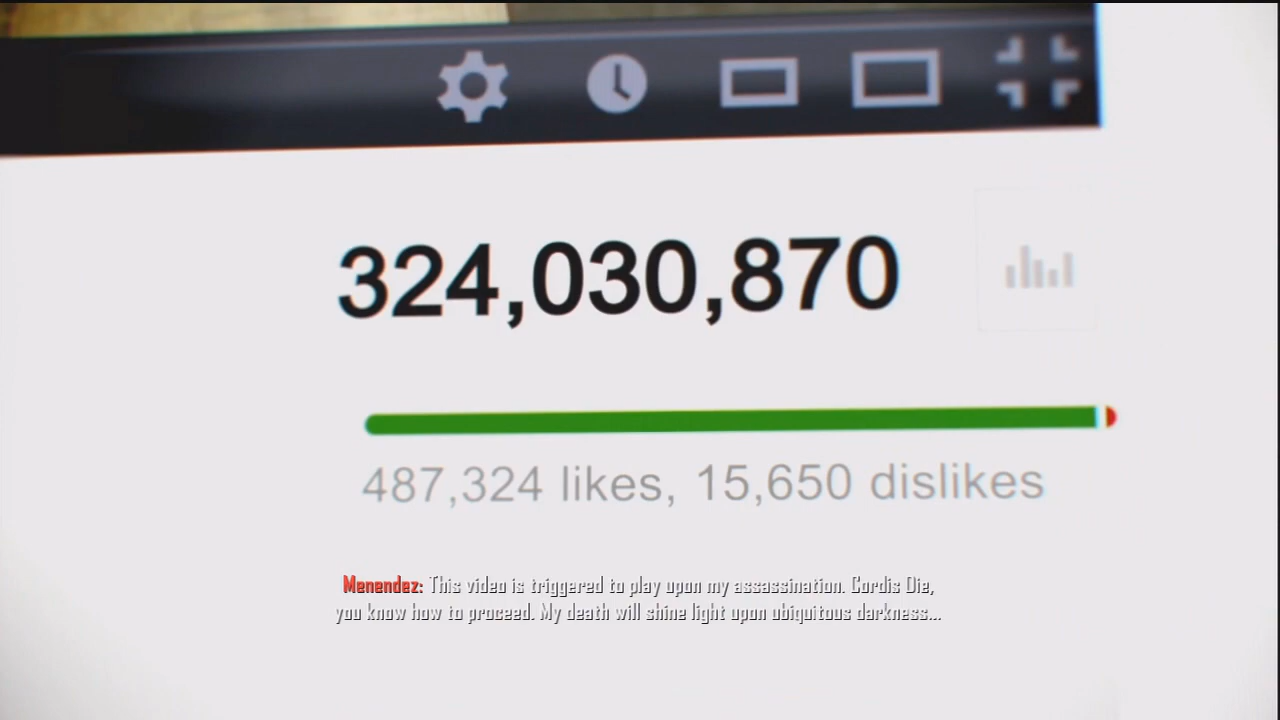 324,030,870
487,324 likes, 15,650 dislikes
Menendez: This video is triggered to play upon my assassination. Cordis Die,
you know how to proceed. My death will shine light upon ubiquitous darkness...